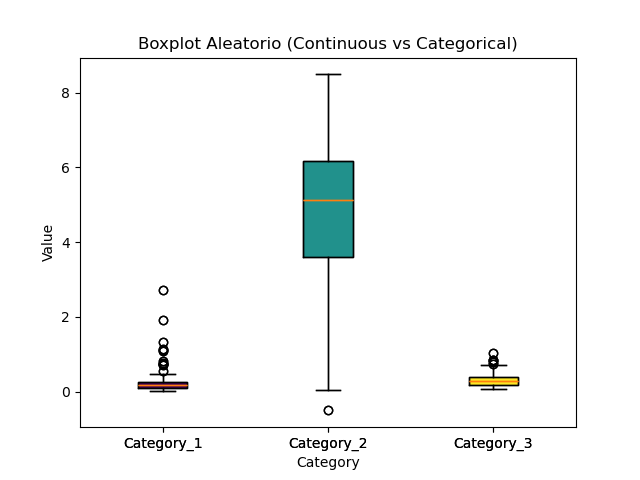 Boxplot Aleatorio (Continuous vs Categorical)
Value
8
6
4
2
0
Category_1
Category_2
Category_3
Category